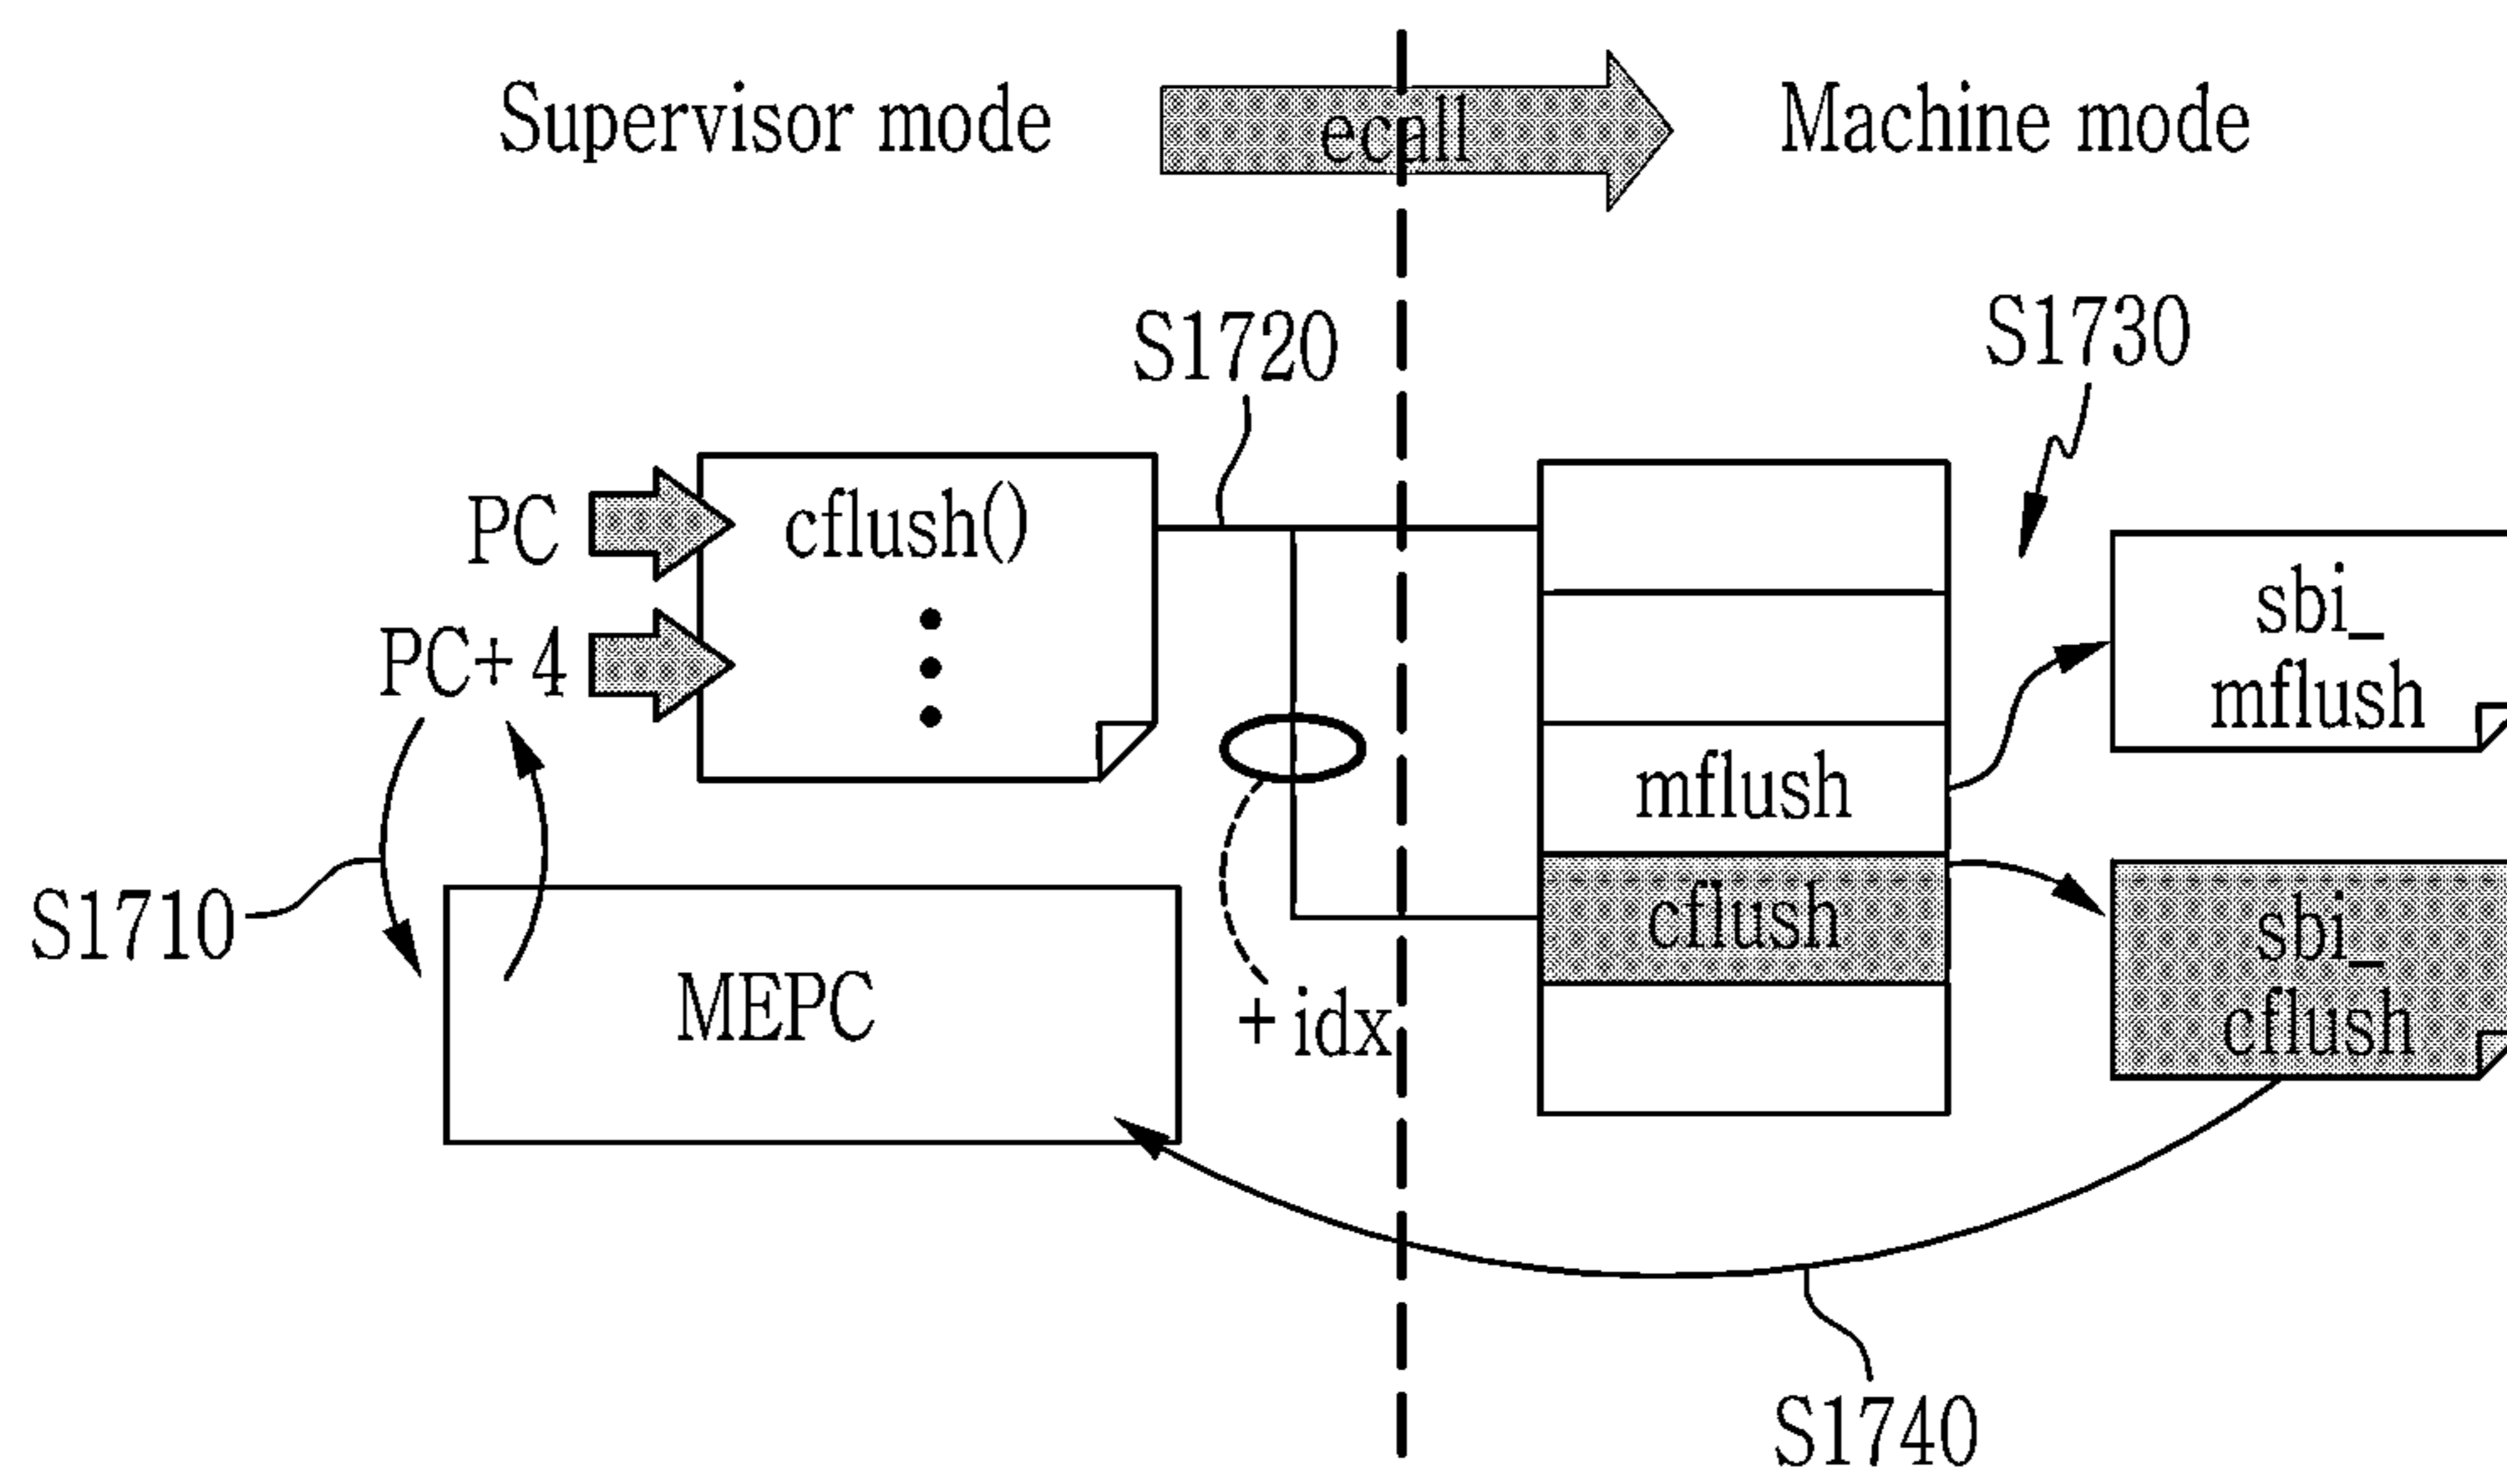 Supervisor mode
ecall
Machine mode
S1720
S1730
PC
cflush()
PC+4
sbi_
mflush
mflush
S1710
MEPC
+ idx
cflush
sbi_
cflush
S1740